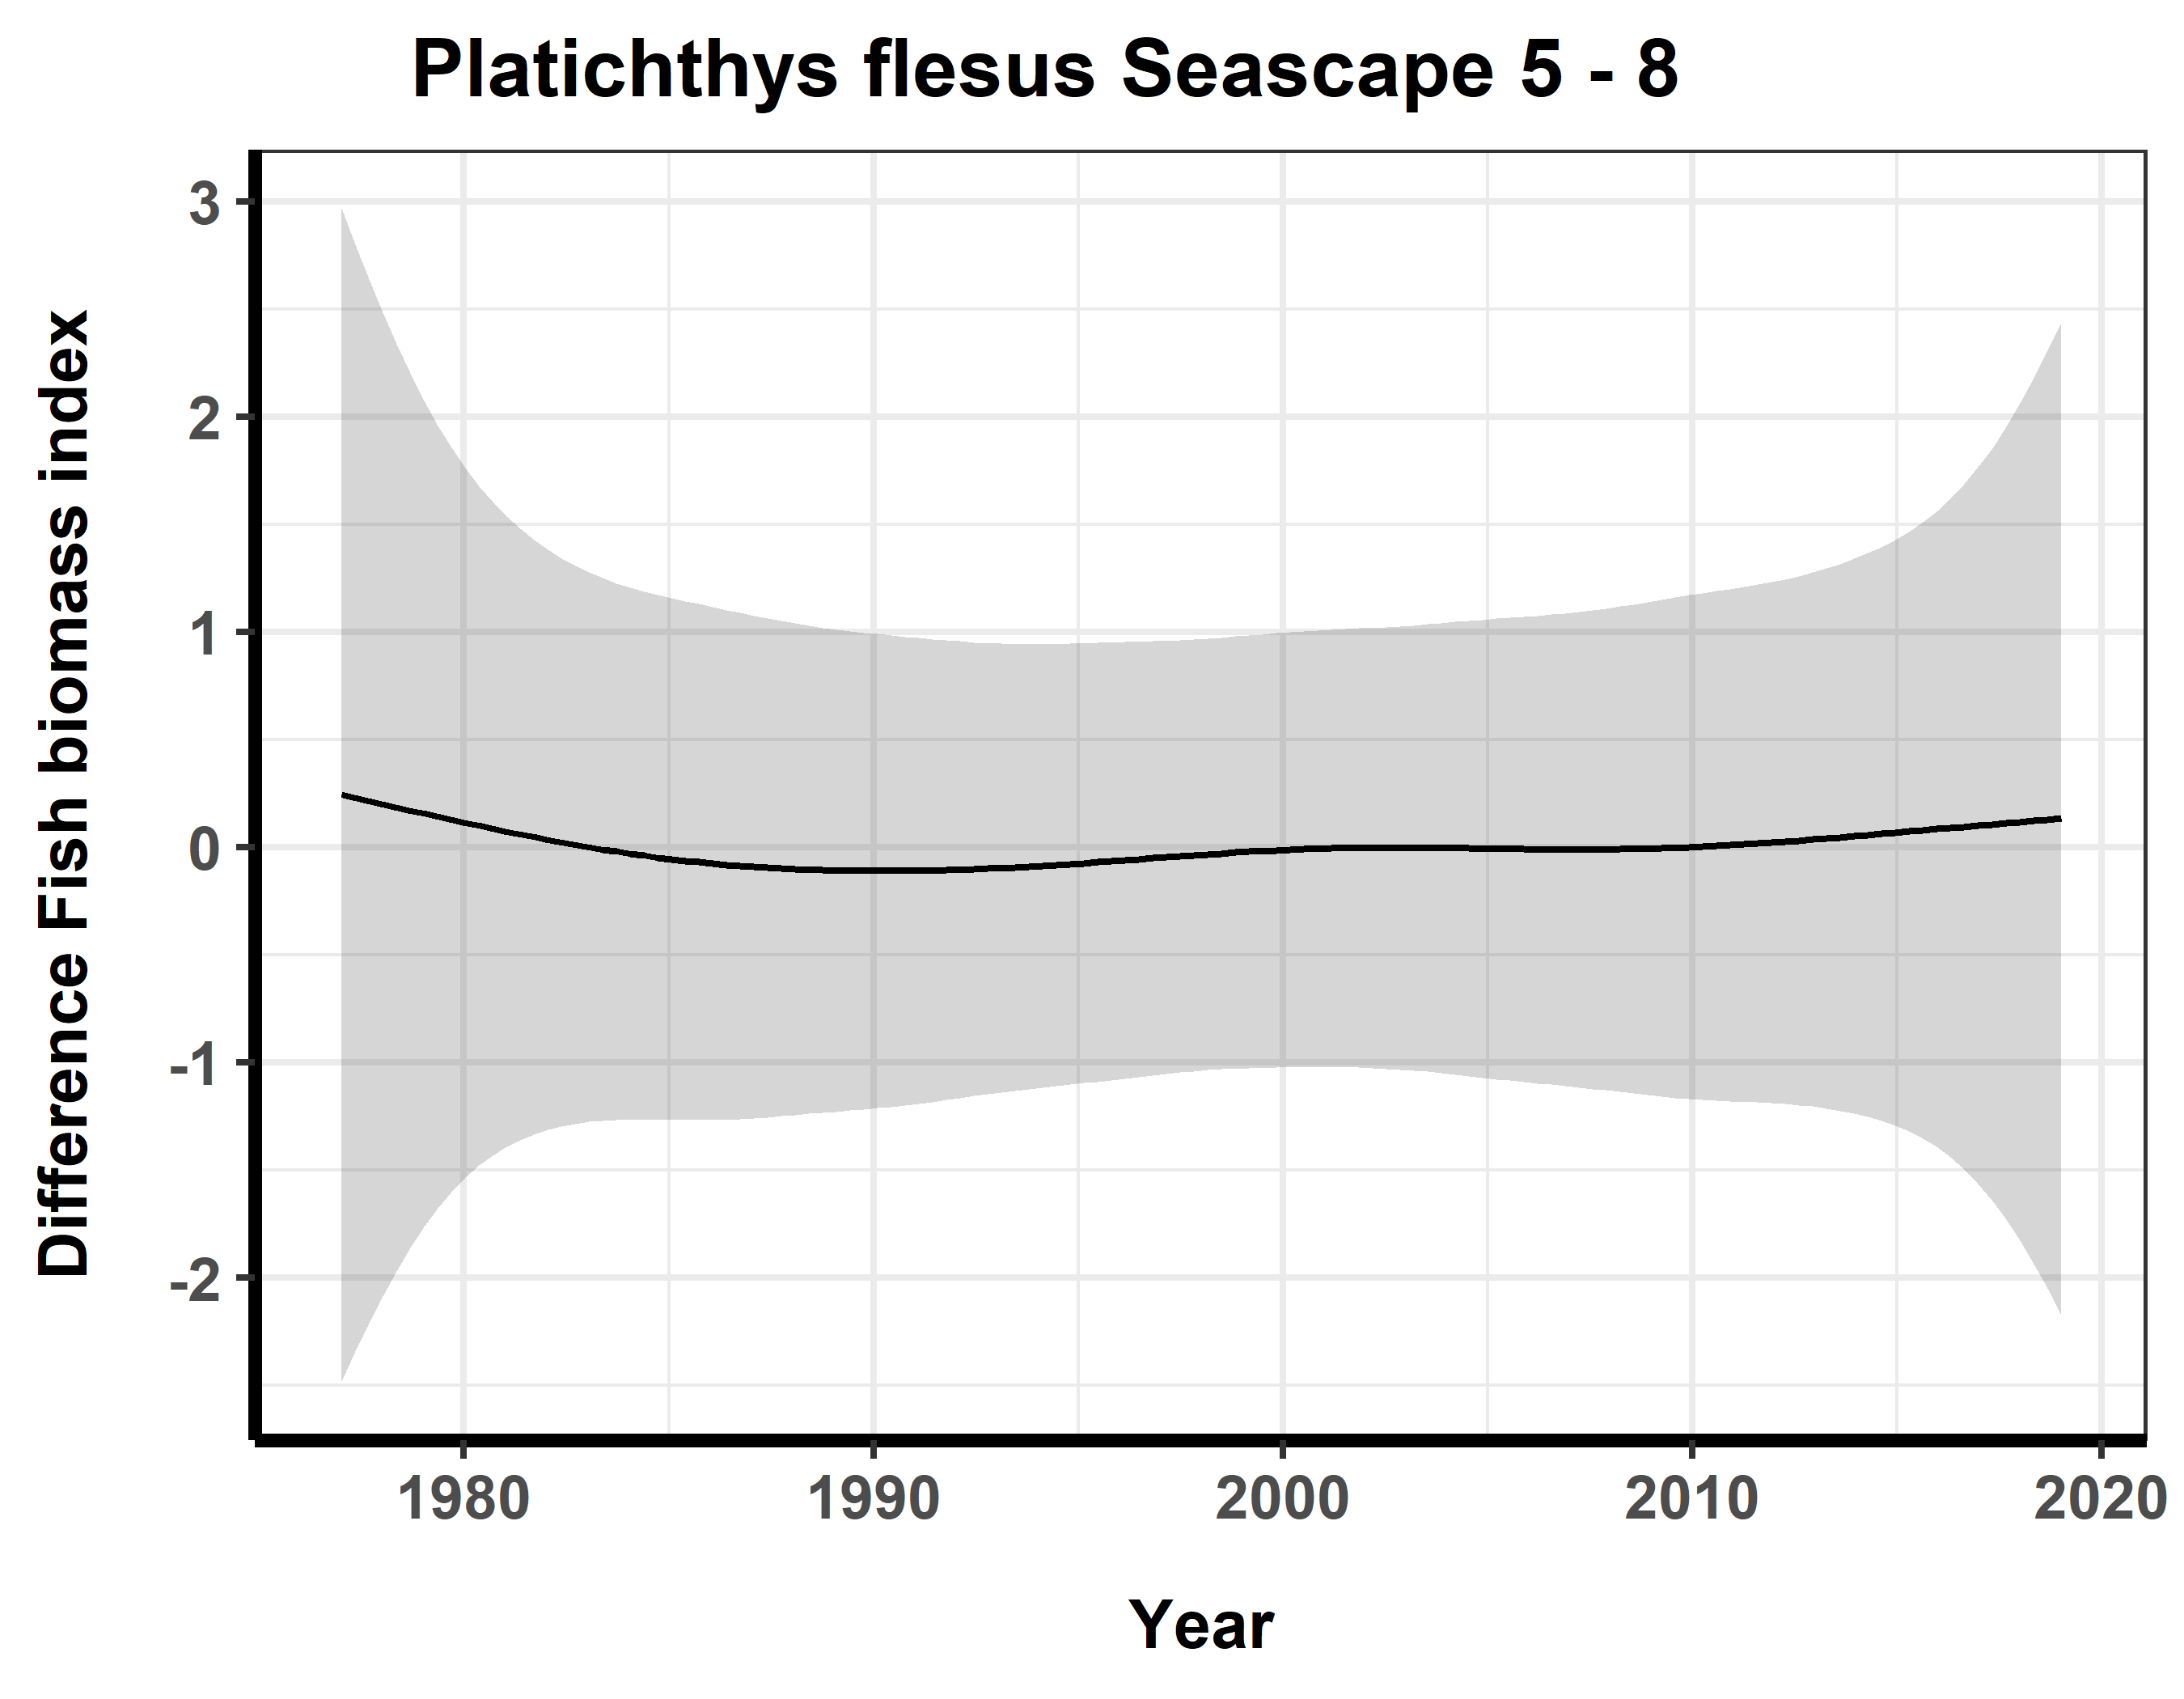 Platichthys flesus Seascape 5 - 8
Difference Fish biomass index
3
2
1
0
-1
-2
1980 1990 2000 2010 2020
Year